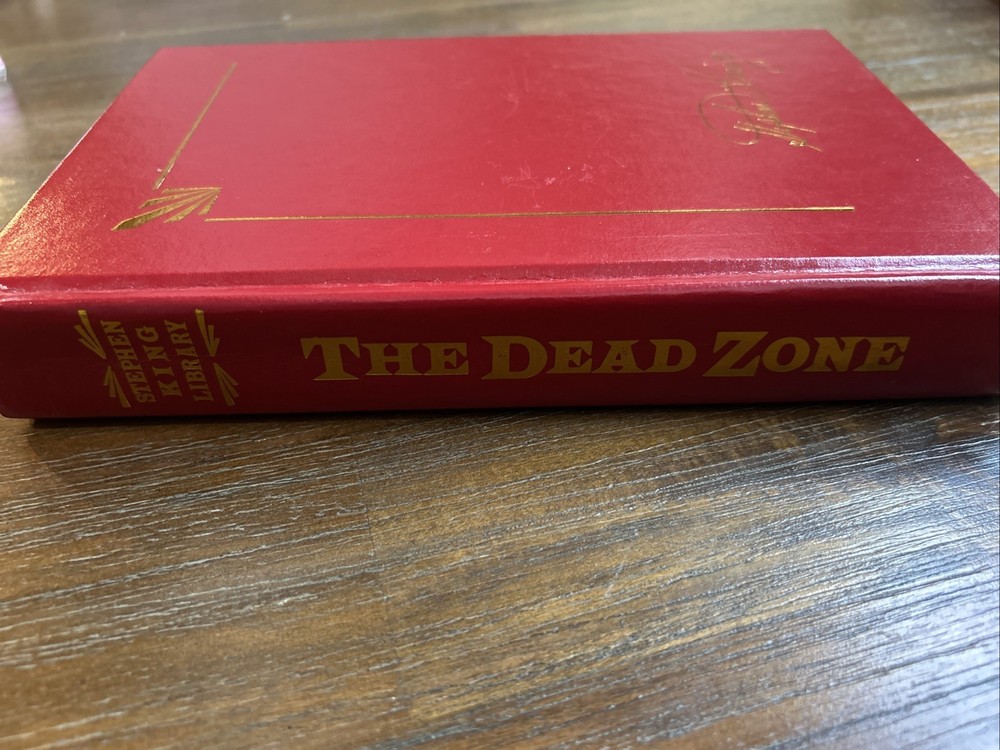 STEPHEN
KING
LIBRARY
THE DEAD ZONE